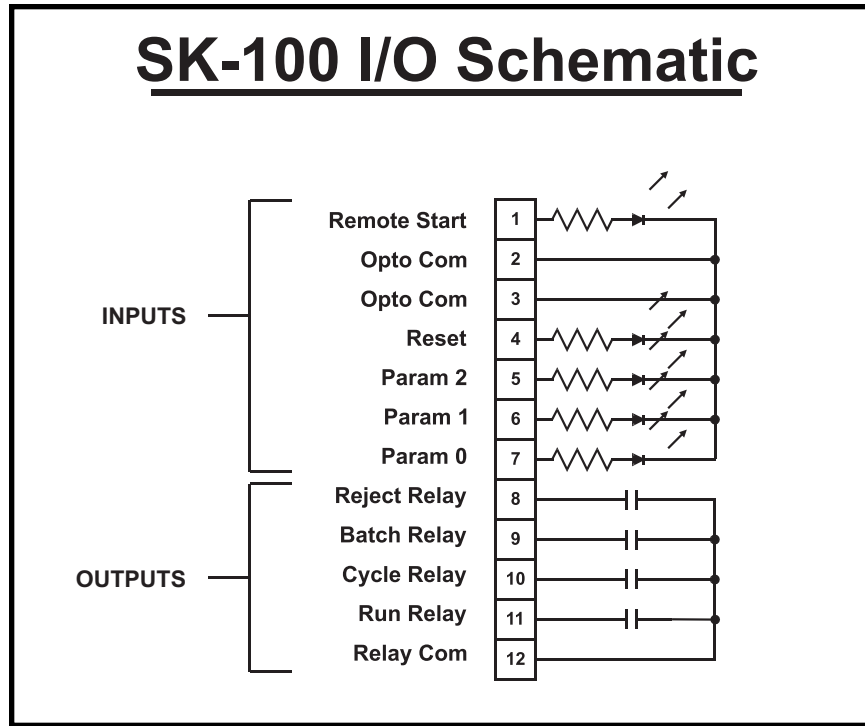 SK-100 I/O Schematic
INPUTS
Remote Start 1
Opto Com 2
Opto Com 3
Reset 4
Param 2 5
Param 1 6
Param 0 7
OUTPUTS
Reject Relay 8
Batch Relay 9
Cycle Relay 10
Run Relay 11
Relay Com 12